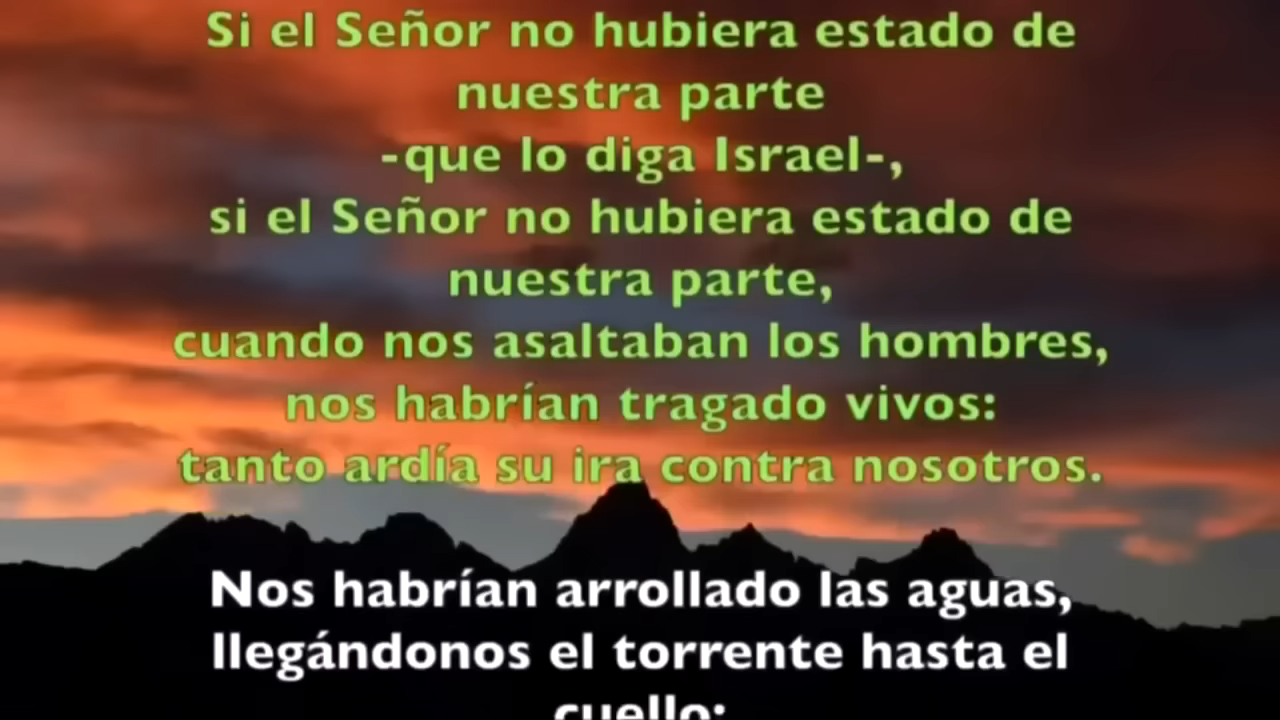 Si el Señor no hubiera estado de
nuestra parte
-que lo diga Israel-,
si el Señor no hubiera estado de
nuestra parte,
cuando nos asaltaban los hombres,
nos habrían tragado vivos:
tanto ardía su ira contra nosotros.
Nos habrían arrollado las aguas,
llegándonos el torrente hasta el
cuello: